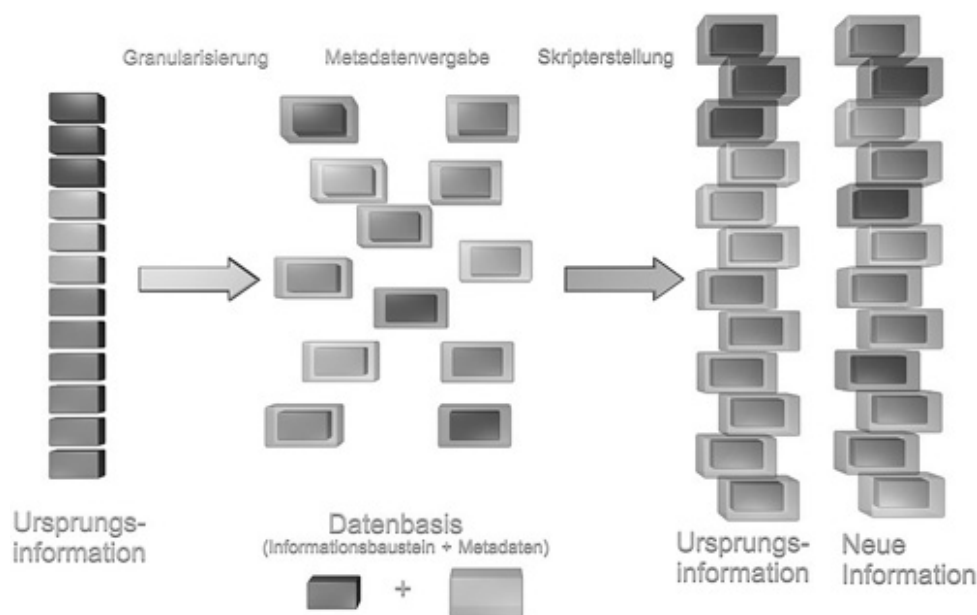 Granularisierung
Metadatenvergabe
Skripterstellung
Ursprungs-
information
Datenbasis
(Informationsbaustein + Metadaten)
+
Ursprungs-
information
Neue
Information